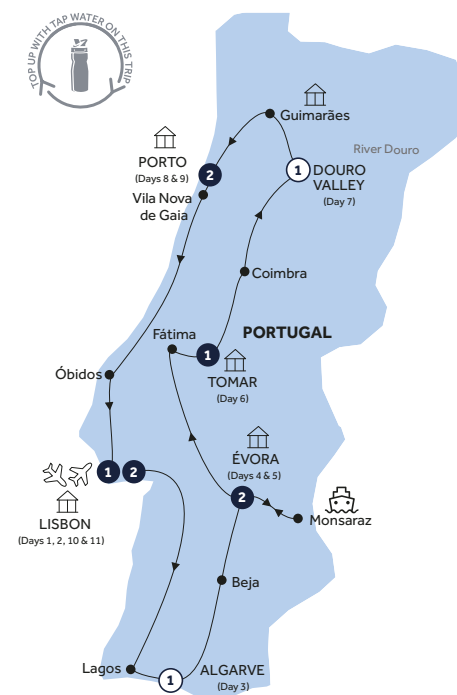 TOP UP WITH TAP WATER ON THIS TRIP
Guimarães
River Douro
PORTO
(Days 8 & 9)
2
1
DOURO
VALLEY
(Day 7)
Vila Nova
de Gaia
Coimbra
Fátima
PORTUGAL
1
TOMAR
(Day 6)
Óbidos
1
2
LISBON
(Days 1, 2, 10 & 11)
ÉVORA
(Days 4 & 5)
2
Monsaraz
Beja
Lagos
1
ALGARVE
(Day 3)